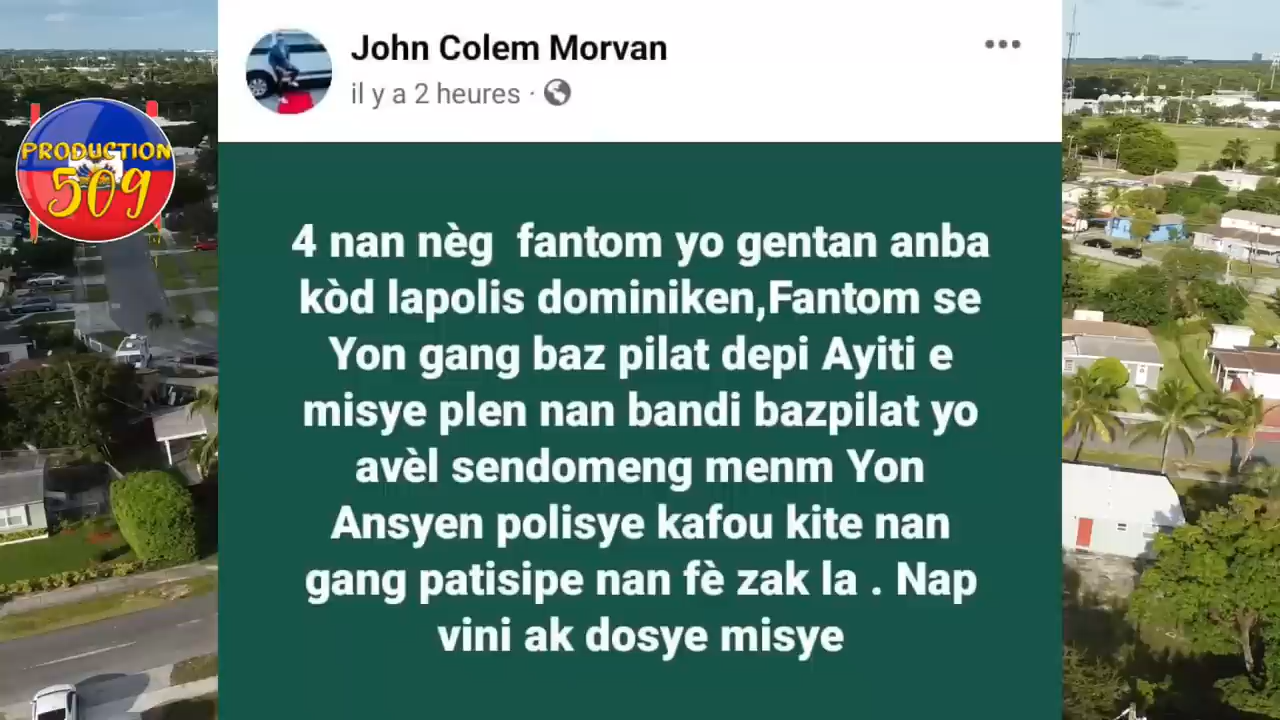 John Colem Morvan
il y a 2 heures ·
PRODUCTION
509
4 nan nèg fantom yo gentan anba
kòd lapolis dominiken,Fantom se
Yon gang baz pilat depi Ayiti e
misye plen nan bandi bazpilat yo
avèl sendomeng menm Yon
Ansyen polisye kafou kite nan
gang patisipe nan fè zak la . Nap
vini ak dosye misye